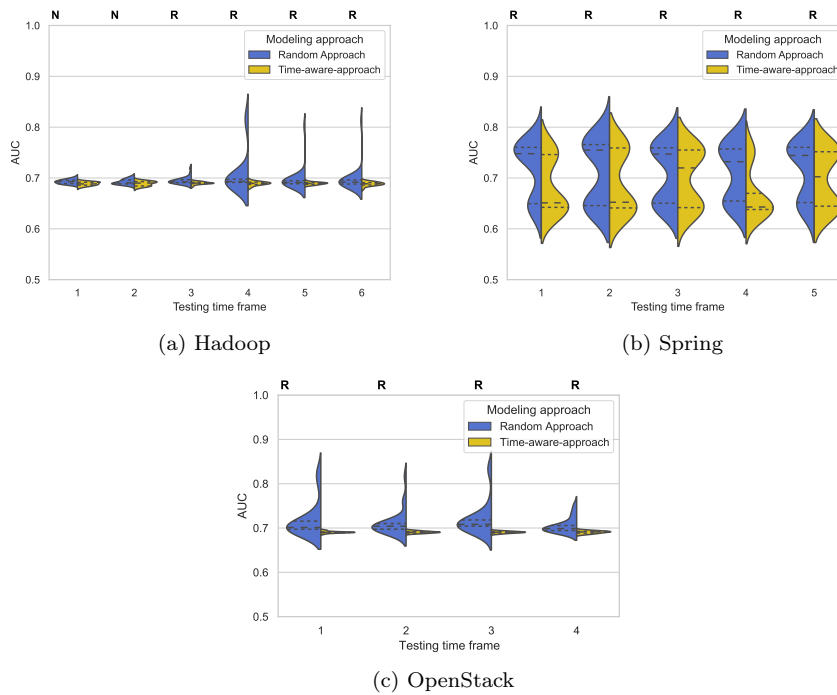 N N R R R R
Modeling approach
Random Approach
Time-aware-approach
1.0
0.9
0.8
0.7
0.6
0.5
AUC
1 2 3 4 5 6
Testing time frame
(a) Hadoop
R R R R R
Modeling approach
Random Approach
Time-aware-approach
1.0
0.9
0.8
0.7
0.6
0.5
AUC
1 2 3 4 5
Testing time frame
(b) Spring
R R R R
Modeling approach
Random Approach
Time-aware-approach
1.0
0.9
0.8
0.7
0.6
0.5
AUC
1 2 3 4
Testing time frame
(c) OpenStack